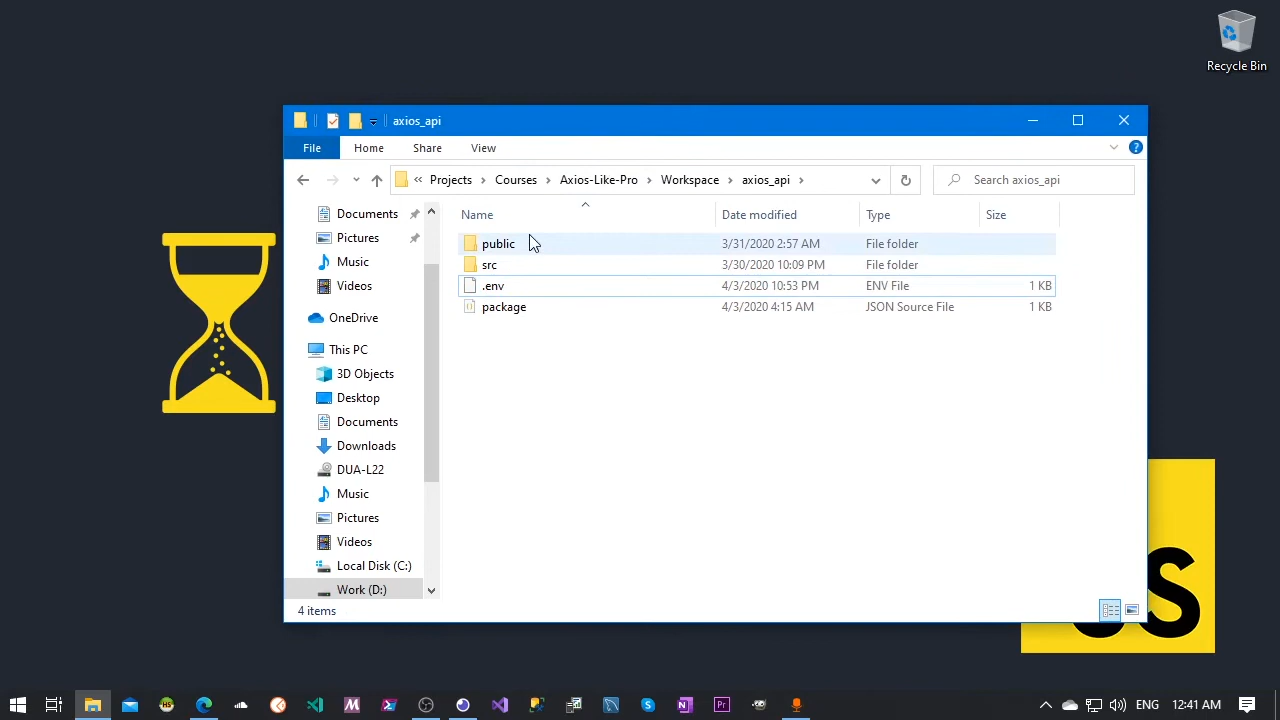 Recycle Bin
axios_api
File
Home
Share
View
«
Projects
Courses
Axios-Like-Pro
Workspace
axios_api
Search axios_api
Documents
Pictures
Music
Videos
OneDrive
This PC
3D Objects
Desktop
Documents
Downloads
DUA-L22
Music
Pictures
Videos
Local Disk (C:)
Work (D:)
Name Date modified Type Size
public 3/31/2020 2:57 AM File folder
src 3/30/2020 10:09 PM File folder
.env 4/3/2020 10:53 PM ENV File 1 KB
package 4/3/2020 4:15 AM JSON Source File 1 KB
4 items
JS
ENG 12:41 AM